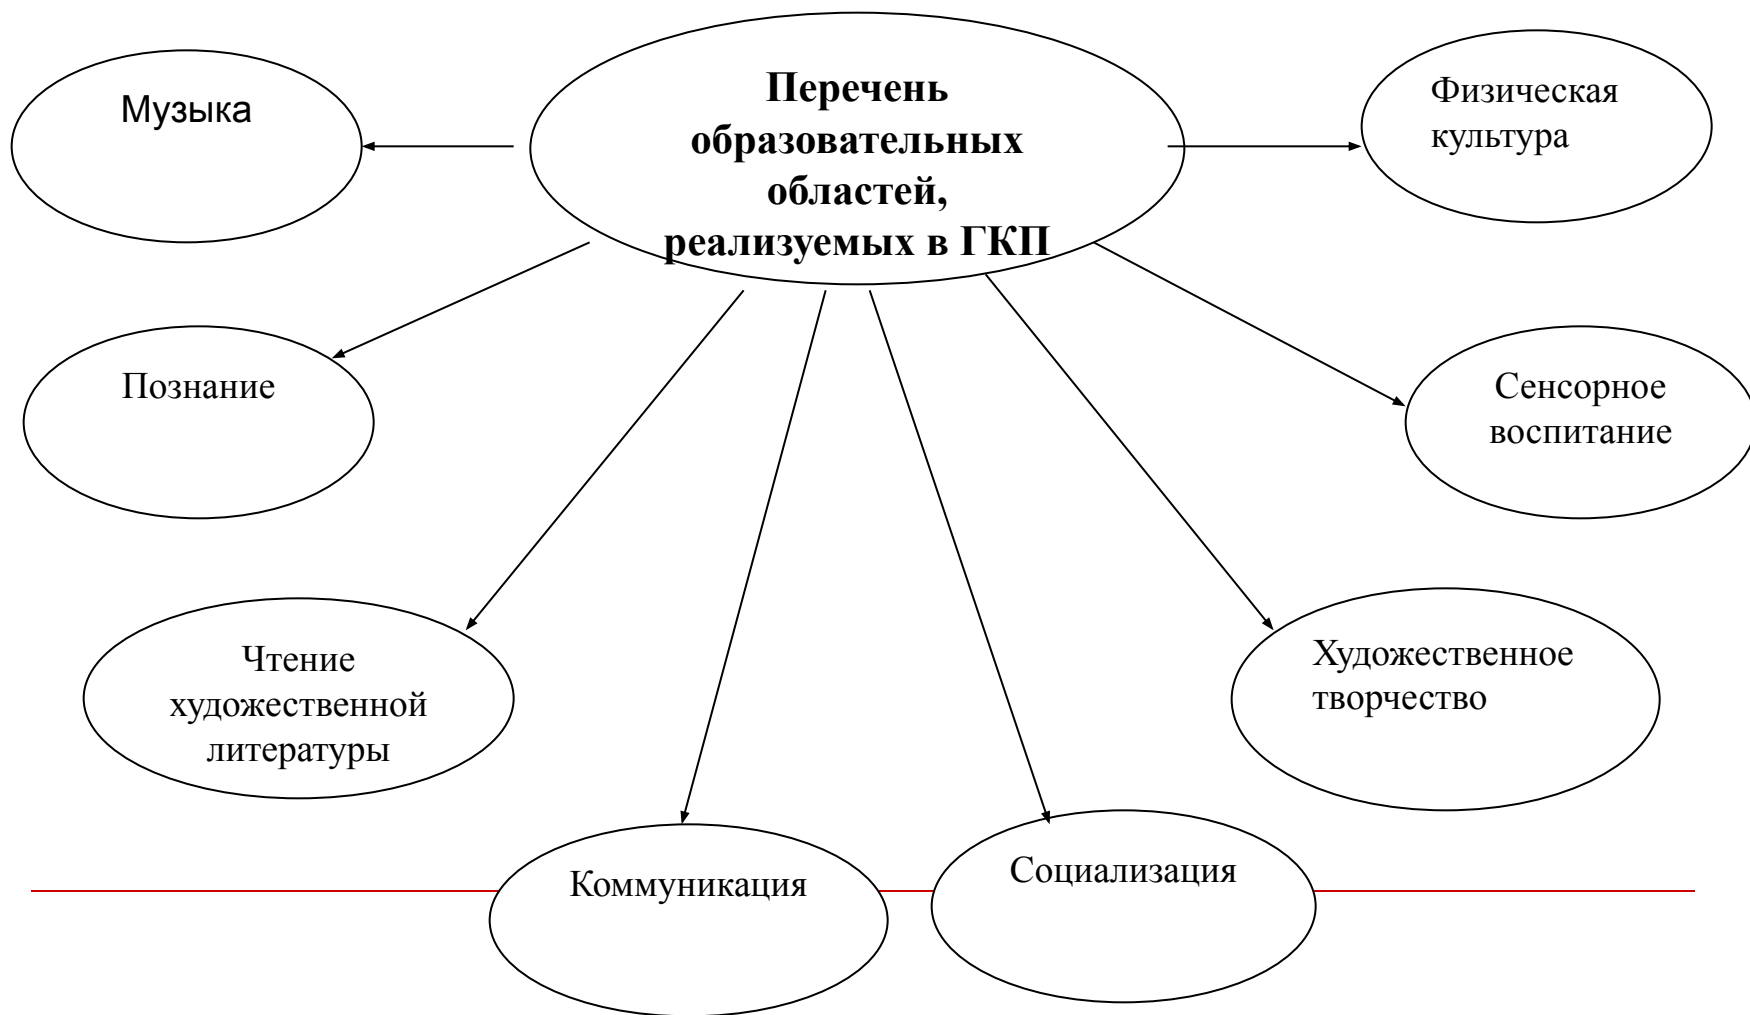 Перечень
образовательных
областей,
реализуемых в ГКП
Музыка
Физическая
культура
Познание
Сенсорное
воспитание
Чтение
художественной
литературы
Художественное
творчество
Коммуникация
Социализация